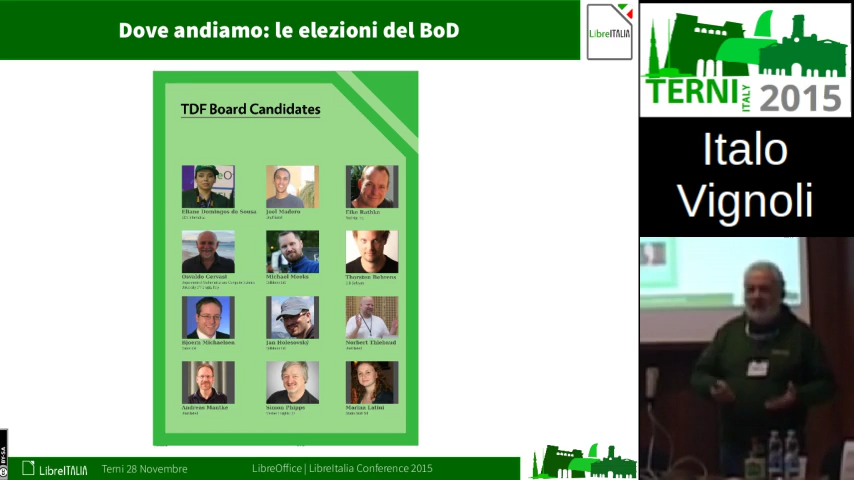 Dove andiamo: le elezioni del BoD
LibreITALIA
TERNI
ITALY
2015
Italo
Vignoli
TDF Board Candidates
Eliane Domingos de Sousa
Joel Madero
Eike Rathke
Osvaldo Gervasi
Michael Meeks
Thorsten Behrens
Bjoern Michaelsen
Jan Holesovsky
Norbert Thiebaud
Andreas Mantke
Simon Phipps
Marina Latini
BY-SA
LibreITALIA
Terni 28 Novembre
LibreOffice | LibreItalia Conference 2015